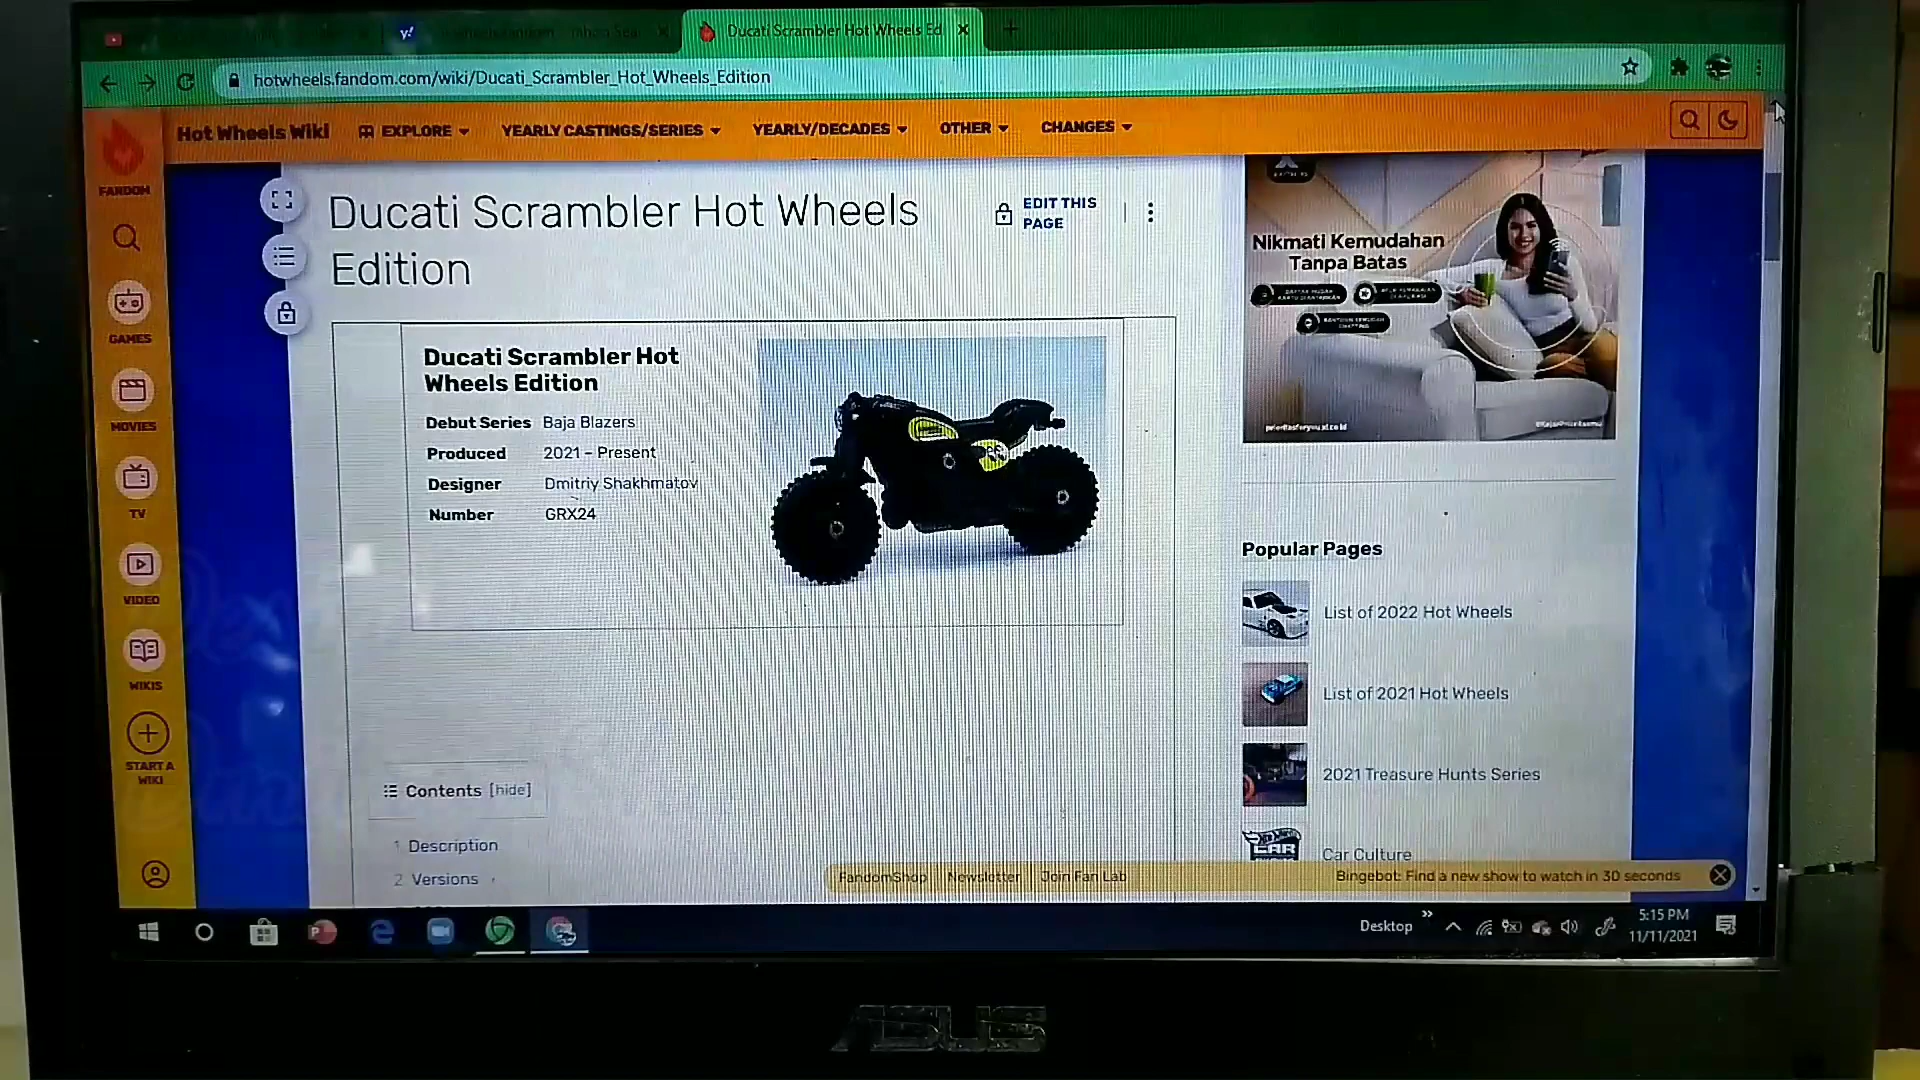 y!
Ducati Scrambler Hot Wheels Ed
hotwheels.fandom.com/wiki/Ducati_Scrambler_Hot_Wheels_Edition
Hot Wheels Wiki
EXPLORE
YEARLY CASTINGS/SERIES
YEARLY/DECADES
OTHER
CHANGES
FANDOM
GAMES
MOVIES
TV
VIDEO
WIKIS
START A
WIKI
Ducati Scrambler Hot Wheels
Edition
EDIT THIS
PAGE
Ducati Scrambler Hot
Wheels Edition
Debut Series Baja Blazers
Produced 2021 - Present
Designer Dmitriy Shakhmatov
Number GRX24
Contents [hide]
1 Description
2 Versions
Nikmati Kemudahan
Tanpa Batas
Popular Pages
List of 2022 Hot Wheels
List of 2021 Hot Wheels
2021 Treasure Hunts Series
CAR
Car Culture
FandomShop
Newsletter
Join Fan Lab
Bingebot: Find a new show to watch in 30 seconds
Desktop
5:15 PM
11/11/2021
ASUS